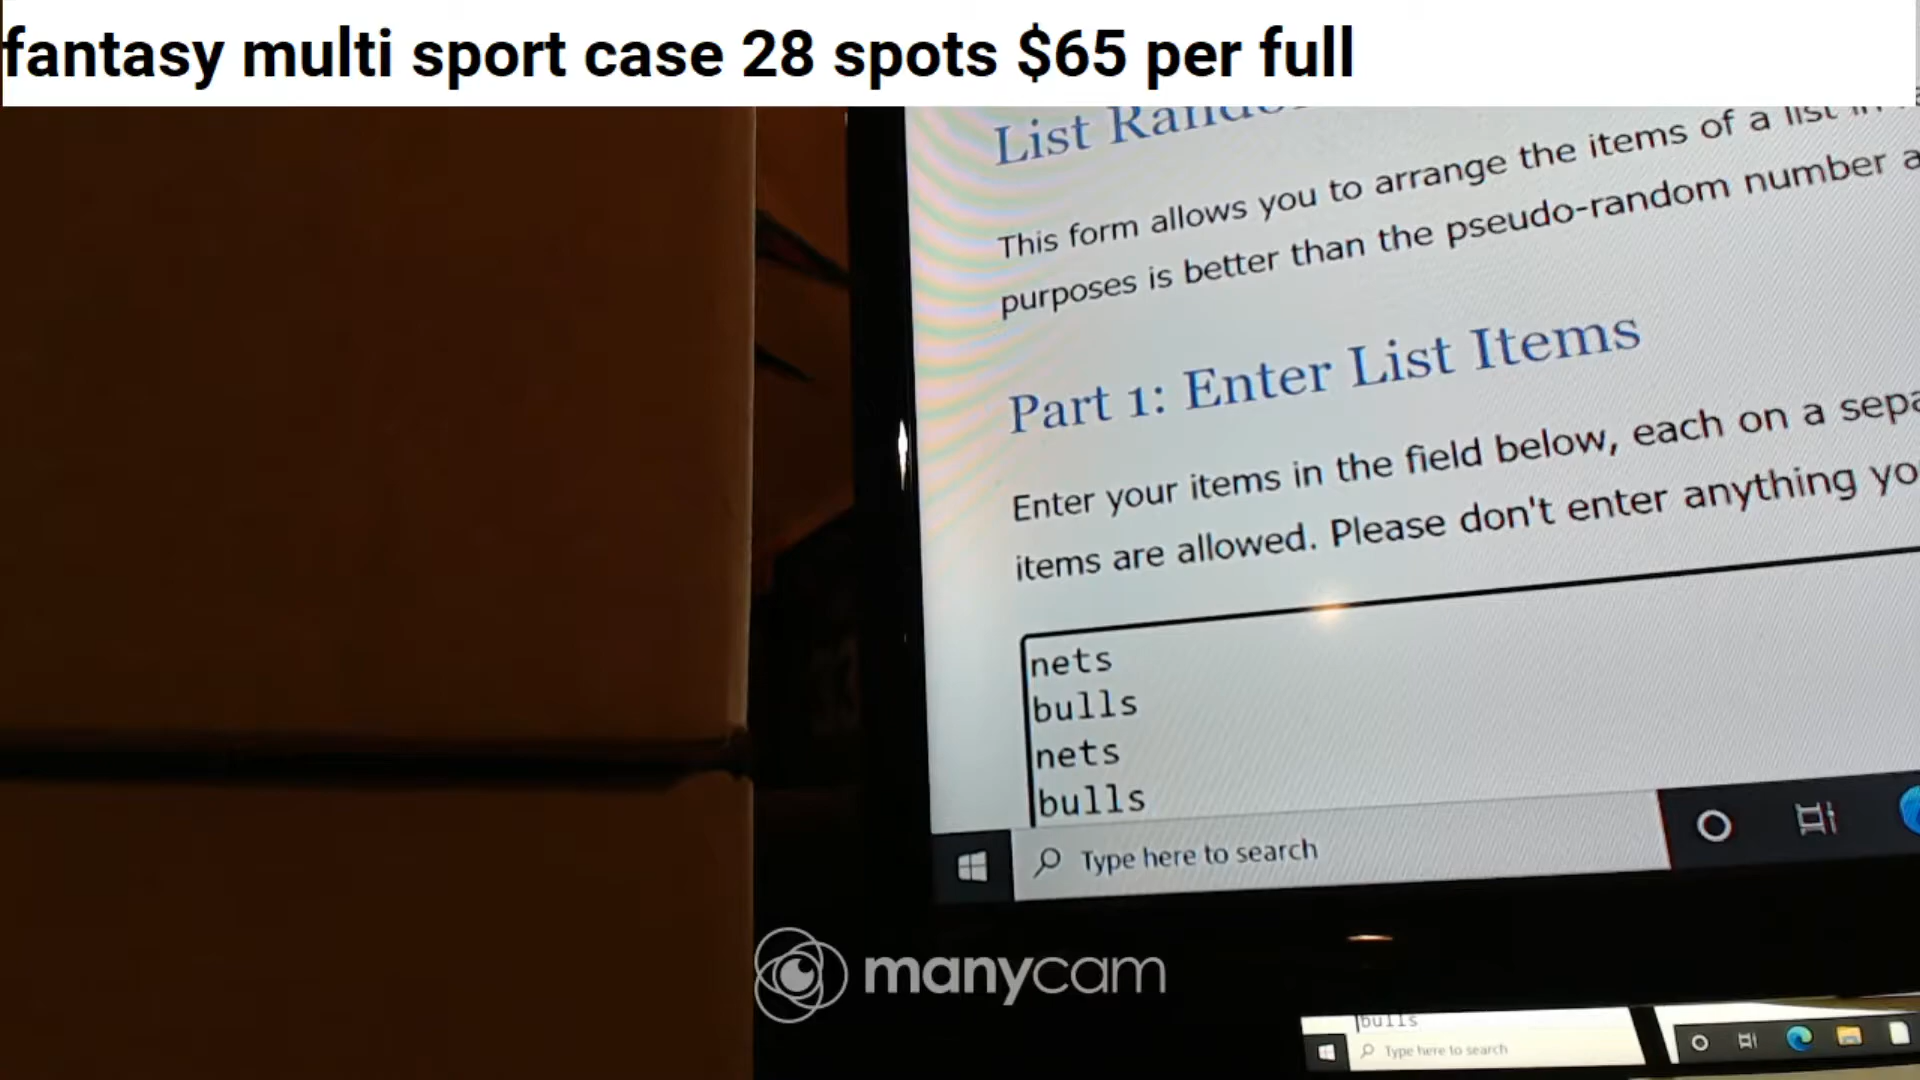 fantasy multi sport case 28 spots $65 per full
List
This form allows you to arrange the items of a list in
purposes is better than the pseudo-random number
Part 1: Enter List Items
Enter your items in the field below, each on a
items are allowed. Please don't enter anything
nets
bulls
nets
bulls
Type here to search
manycam
bulls
Type here to search